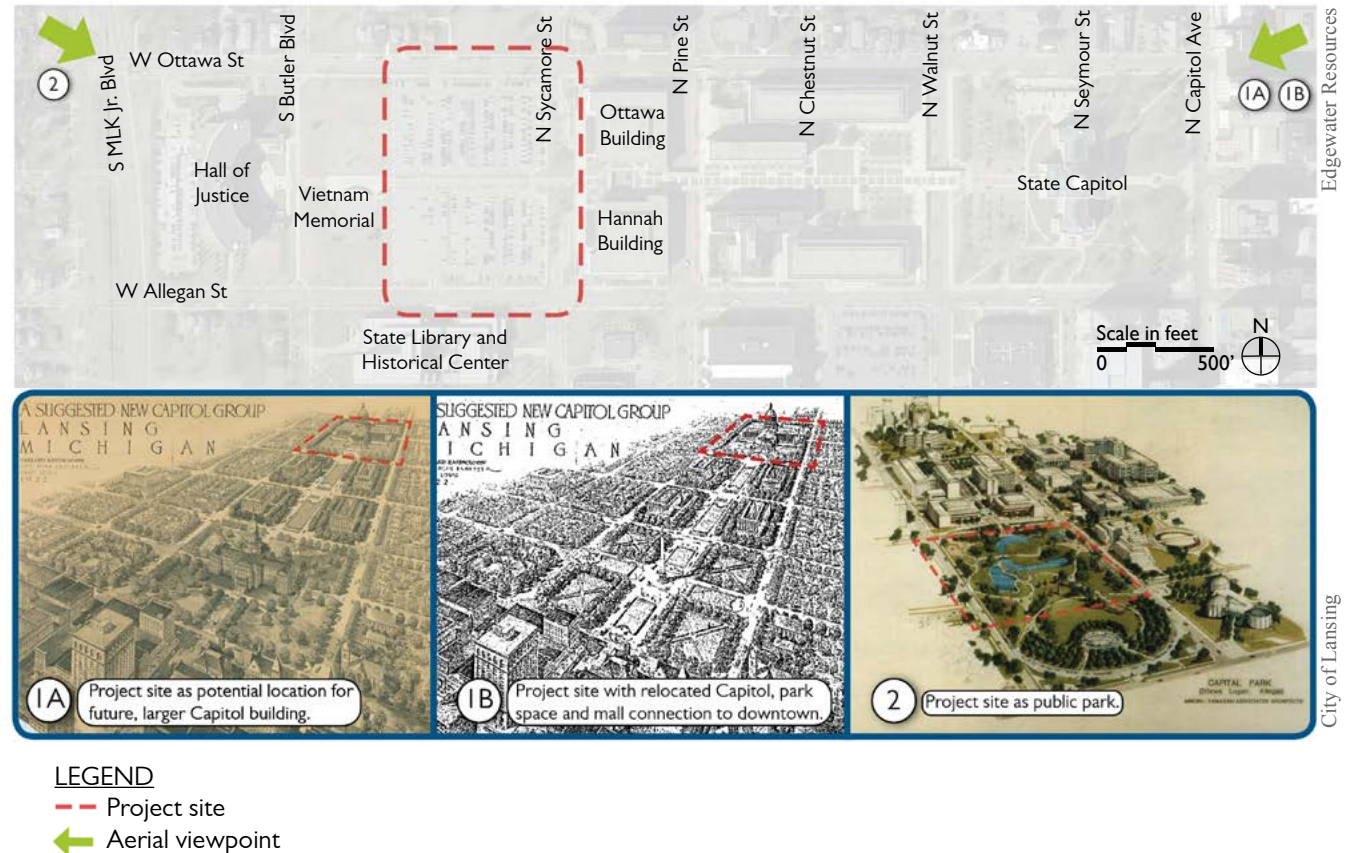 2
S MLK Jr. Blvd
W Ottawa St
S Butler Blvd
N Sycamore St
N Pine St
N Chestnut St
N Walnut St
N Seymour St
N Capitol Ave
1A
1B
Edgewater Resources
Hall of
Justice
Vietnam
Memorial
Ottawa
Building
Hannah
Building
State Capitol
W Allegan St
State Library and
Historical Center
Scale in feet
0 500'
N
A SUGGESTED NEW CAPITOL GROUP
LANSING
MICHIGAN
1A
Project site as potential location for
future, larger Capitol building.
SUGGESTED NEW CAPITOL GROUP
ANSING
MICHIGAN
1B
Project site with relocated Capitol, park
space and mall connection to downtown.
2
Project site as public park.
CAPITAL PARK
City of Lansing
LEGEND
Project site
Aerial viewpoint